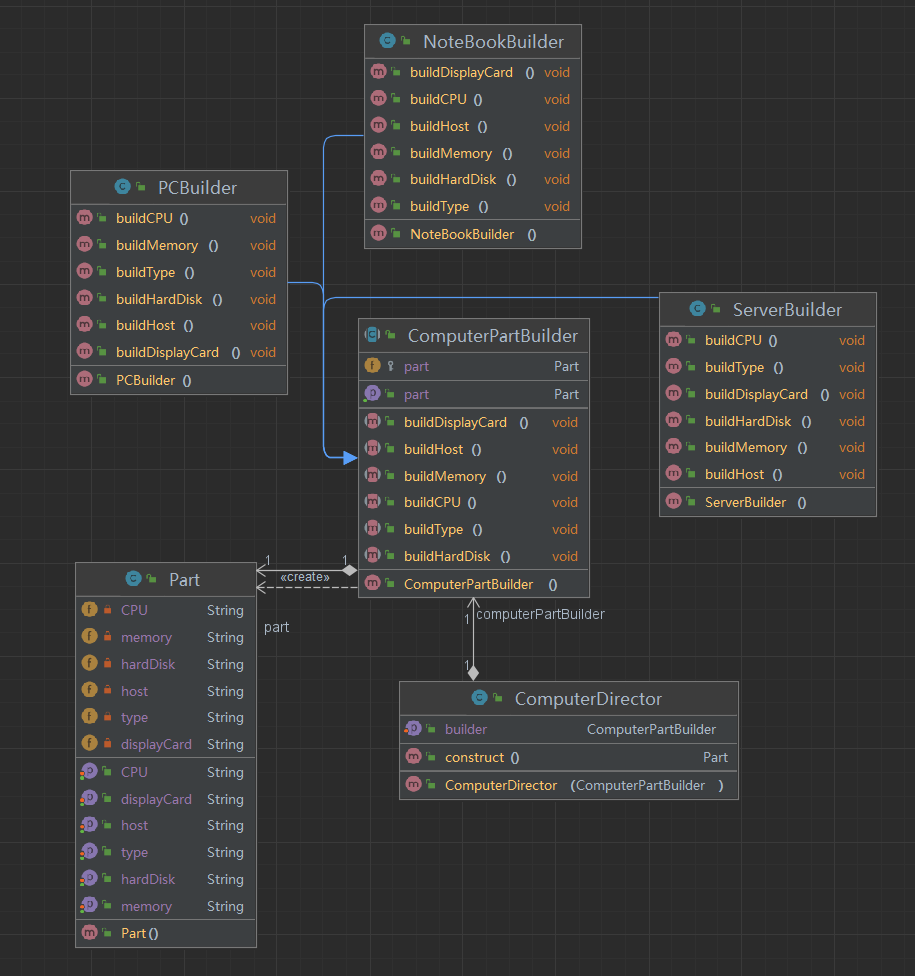 NoteBookBuilder
buildDisplayCard () void
buildCPU () void
buildHost () void
buildMemory () void
buildHardDisk () void
buildType () void
NoteBookBuilder ()
PCBuilder
buildCPU () void
buildMemory () void
buildType () void
buildHardDisk () void
buildHost () void
buildDisplayCard () void
PCBuilder ()
ServerBuilder
buildCPU () void
buildType () void
buildDisplayCard () void
buildHardDisk () void
buildMemory () void
buildHost () void
ServerBuilder ()
ComputerPartBuilder
part Part
part Part
buildDisplayCard () void
buildHost () void
buildMemory () void
buildCPU () void
buildType () void
buildHardDisk () void
ComputerPartBuilder ()
1 1
«create»
part
Part
CPU String
memory String
hardDisk String
host String
type String
displayCard String
CPU String
displayCard String
host String
type String
hardDisk String
memory String
Part ()
computerPartBuilder
1
1
ComputerDirector
builder ComputerPartBuilder
construct () Part
ComputerDirector (ComputerPartBuilder )